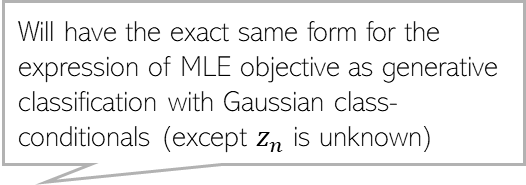 Will have the exact same form for the
expression of MLE objective as generative
classification with Gaussian class-
conditionals (except zₙ is unknown)